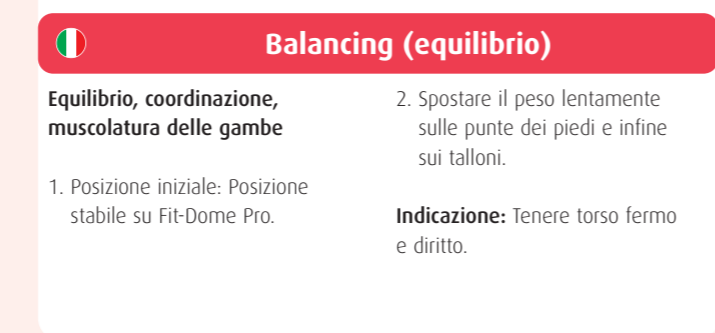 Balancing (equilibrio)
Equilibrio, coordinazione,
muscolatura delle gambe
1. Posizione iniziale: Posizione
stabile su Fit-Dome Pro.
2. Spostare il peso lentamente
sulle punte dei piedi e infine
sui talloni.
Indicazione: Tenere torso fermo
e diritto.